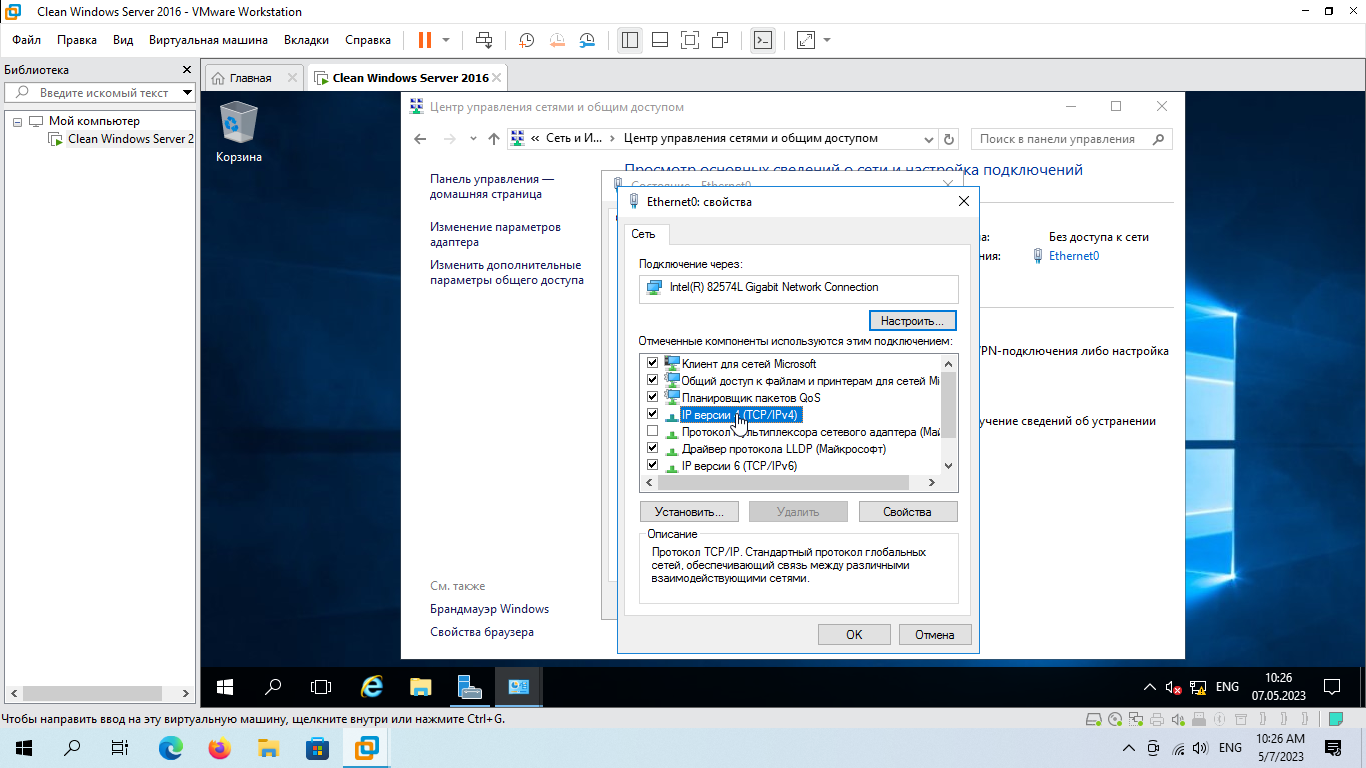 Clean Windows Server 2016 - VMware Workstation
Файл Правка Вид Виртуальная машина Вкладки Справка
Библиотека
Введите искомый текст
Мой компьютер
Clean Windows Server 2
Главная
Clean Windows Server 2016
Корзина
Центр управления сетями и общим доступом
« Сеть и И... › Центр управления сетями и общим доступом
Поиск в панели управления
Панель управления —
домашняя страница
Изменение параметров
адаптера
Изменить дополнительные
параметры общего доступа
См. также
Брандмауэр Windows
Свойства браузера
Просмотр основных сведений о сети и настройка подключений
Без доступа к сети
Ethernet0
PN-подключения либо настройка
учение сведений об устранении
Состояние - Ethernet0
Ethernet0: свойства
Сеть
Подключение через:
Intel(R) 82574L Gigabit Network Connection
Настроить...
Отмеченные компоненты используются этим подключением:
Клиент для сетей Microsoft
Общий доступ к файлам и принтерам для сетей Mi
Планировщик пакетов QoS
IP версии 4 (TCP/IPv4)
Протокол мультиплексора сетевого адаптера (Май
Драйвер протокола LLDP (Майкрософт)
IP версии 6 (TCP/IPv6)
Установить... Удалить Свойства
Описание
Протокол TCP/IP. Стандартный протокол глобальных
сетей, обеспечивающий связь между различными
взаимодействующими сетями.
OK Отмена
ENG
10:26
07.05.2023
Чтобы направить ввод на эту виртуальную машину, щелкните внутри или нажмите Ctrl+G.
ENG
10:26 AM
5/7/2023